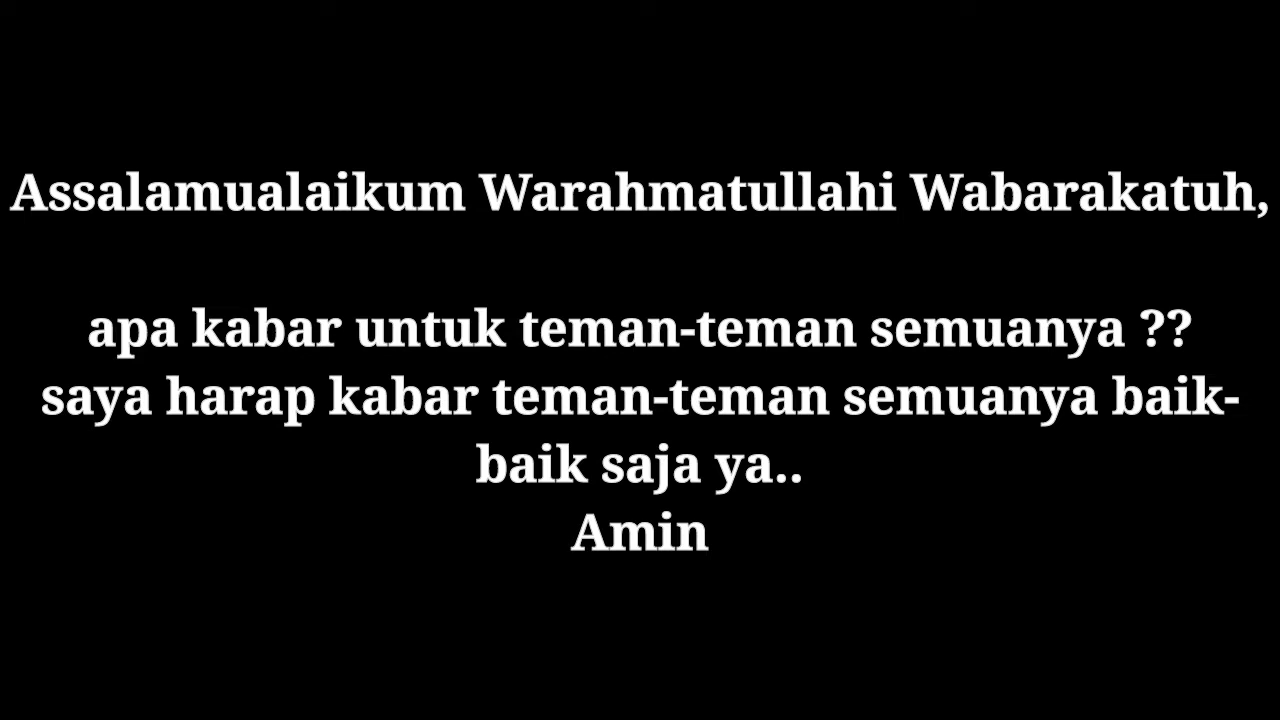 Assalamualaikum Warahmatullahi Wabarakatuh,
apa kabar untuk teman-teman semuanya ??
saya harap kabar teman-teman semuanya baik-
baik saja ya..
Amin